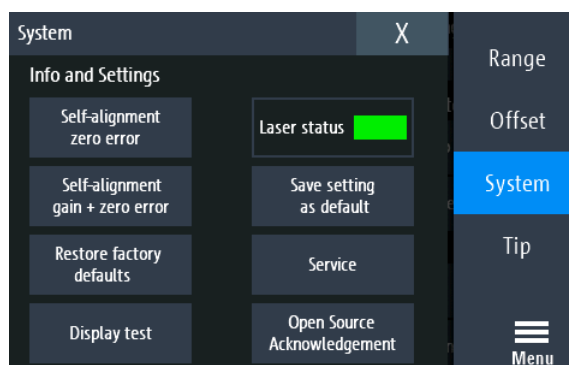 System
X
Info and Settings
Self-alignment
zero error
Laser status
Self-alignment
gain + zero error
Save setting
as default
Restore factory
defaults
Service
Display test
Open Source
Acknowledgement
Range
Offset
System
Tip
Menu